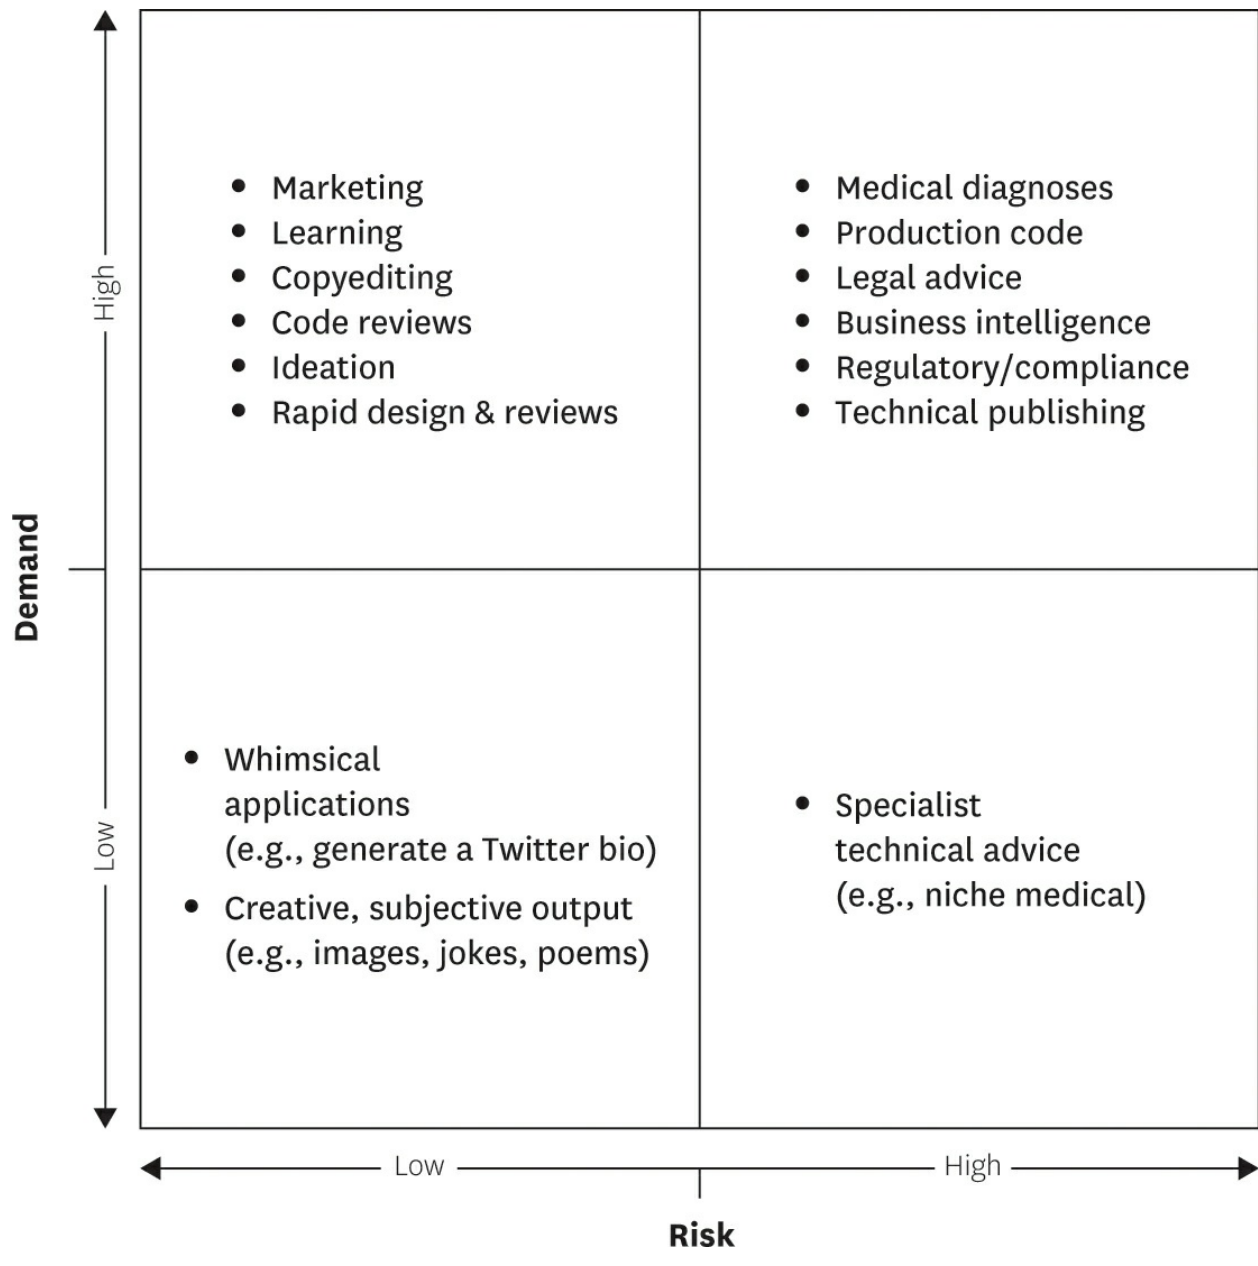 High
• Marketing
• Learning
• Copyediting
• Code reviews
• Ideation
• Rapid design & reviews
• Medical diagnoses
• Production code
• Legal advice
• Business intelligence
• Regulatory/compliance
• Technical publishing
Demand
Low
• Whimsical
applications
(e.g., generate a Twitter bio)
• Creative, subjective output
(e.g., images, jokes, poems)
• Specialist
technical advice
(e.g., niche medical)
Low
High
Risk